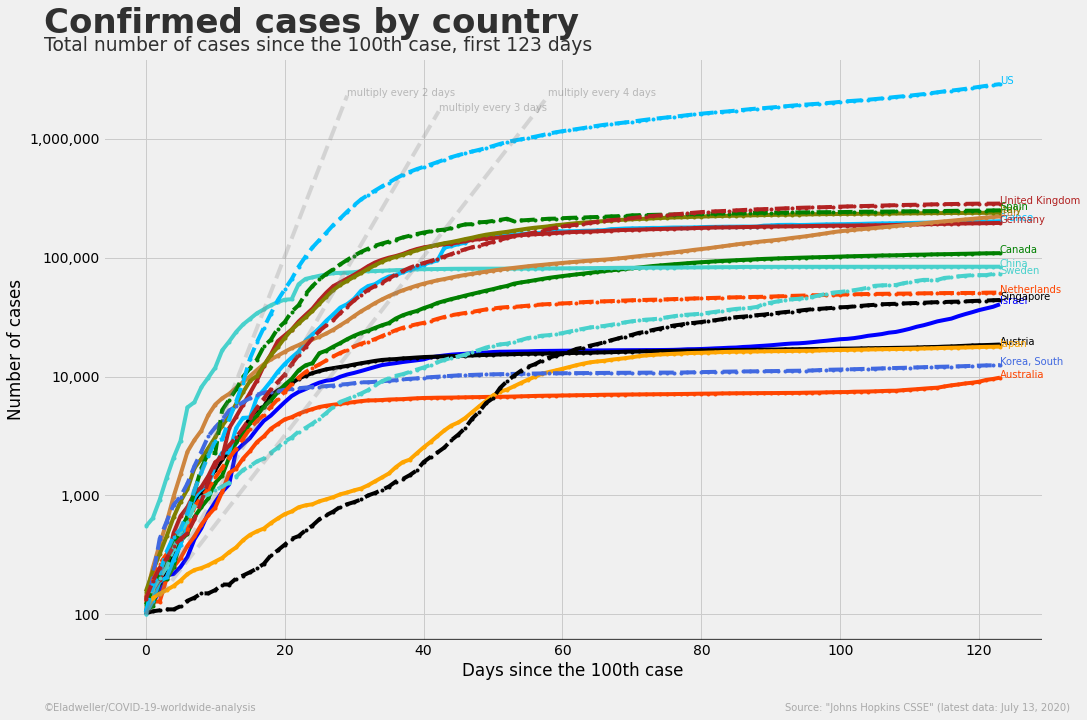 Confirmed cases by country
Total number of cases since the 100th case, first 123 days
multiply every 2 days
multiply every 3 days
multiply every 4 days
US
1,000,000
United Kingdom
Spain
Italy
Germany
Canada
100,000
China
Sweden
Netherlands
Singapore
Israel
Austria
Korea, South
10,000
Australia
1,000
100
Number of cases
0 20 40 60 80 100 120
Days since the 100th case
©Eladweller/COVID-19-worldwide-analysis
Source: "Johns Hopkins CSSE" (latest data: July 13, 2020)